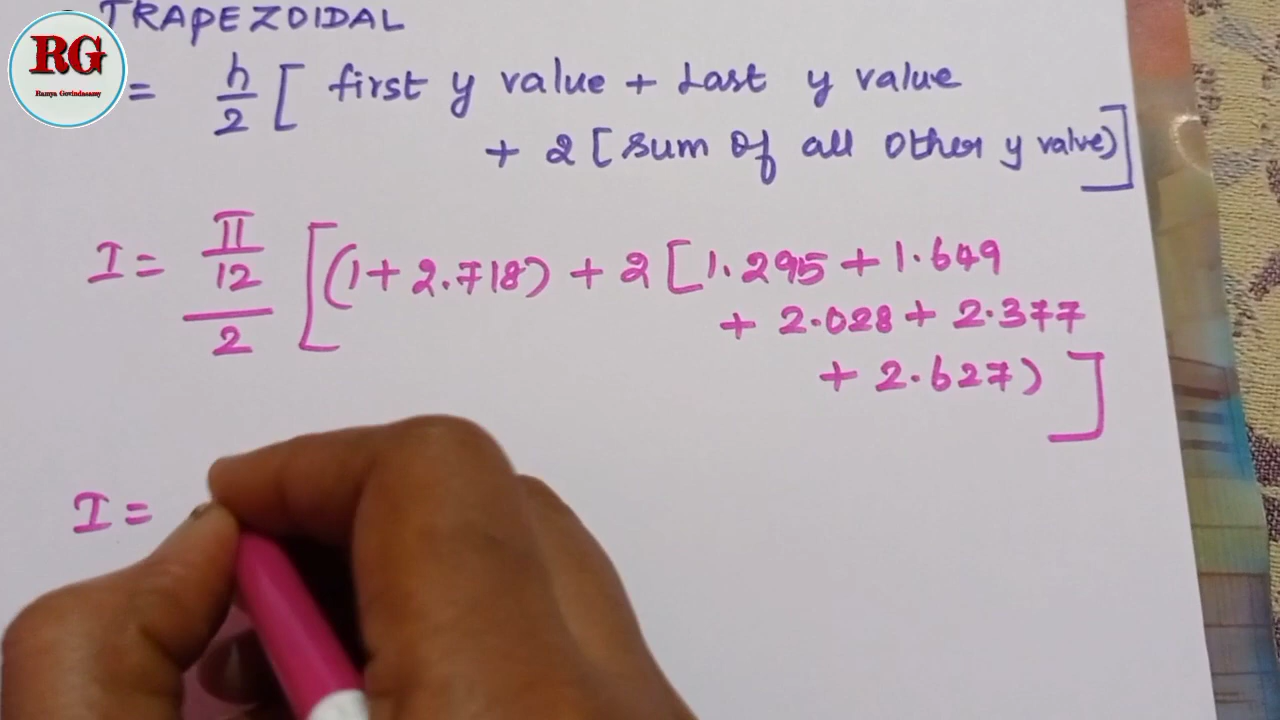 TRAPEZOIDAL
RG
Ramya Govindasamy
= h/2 [ first y value + Last y value
+ 2 [ sum of all other y value) ]
I = π/12 / 2 [ (1 + 2.718) + 2 [ 1.295 + 1.649
+ 2.028 + 2.377
+ 2.627) ]
I =